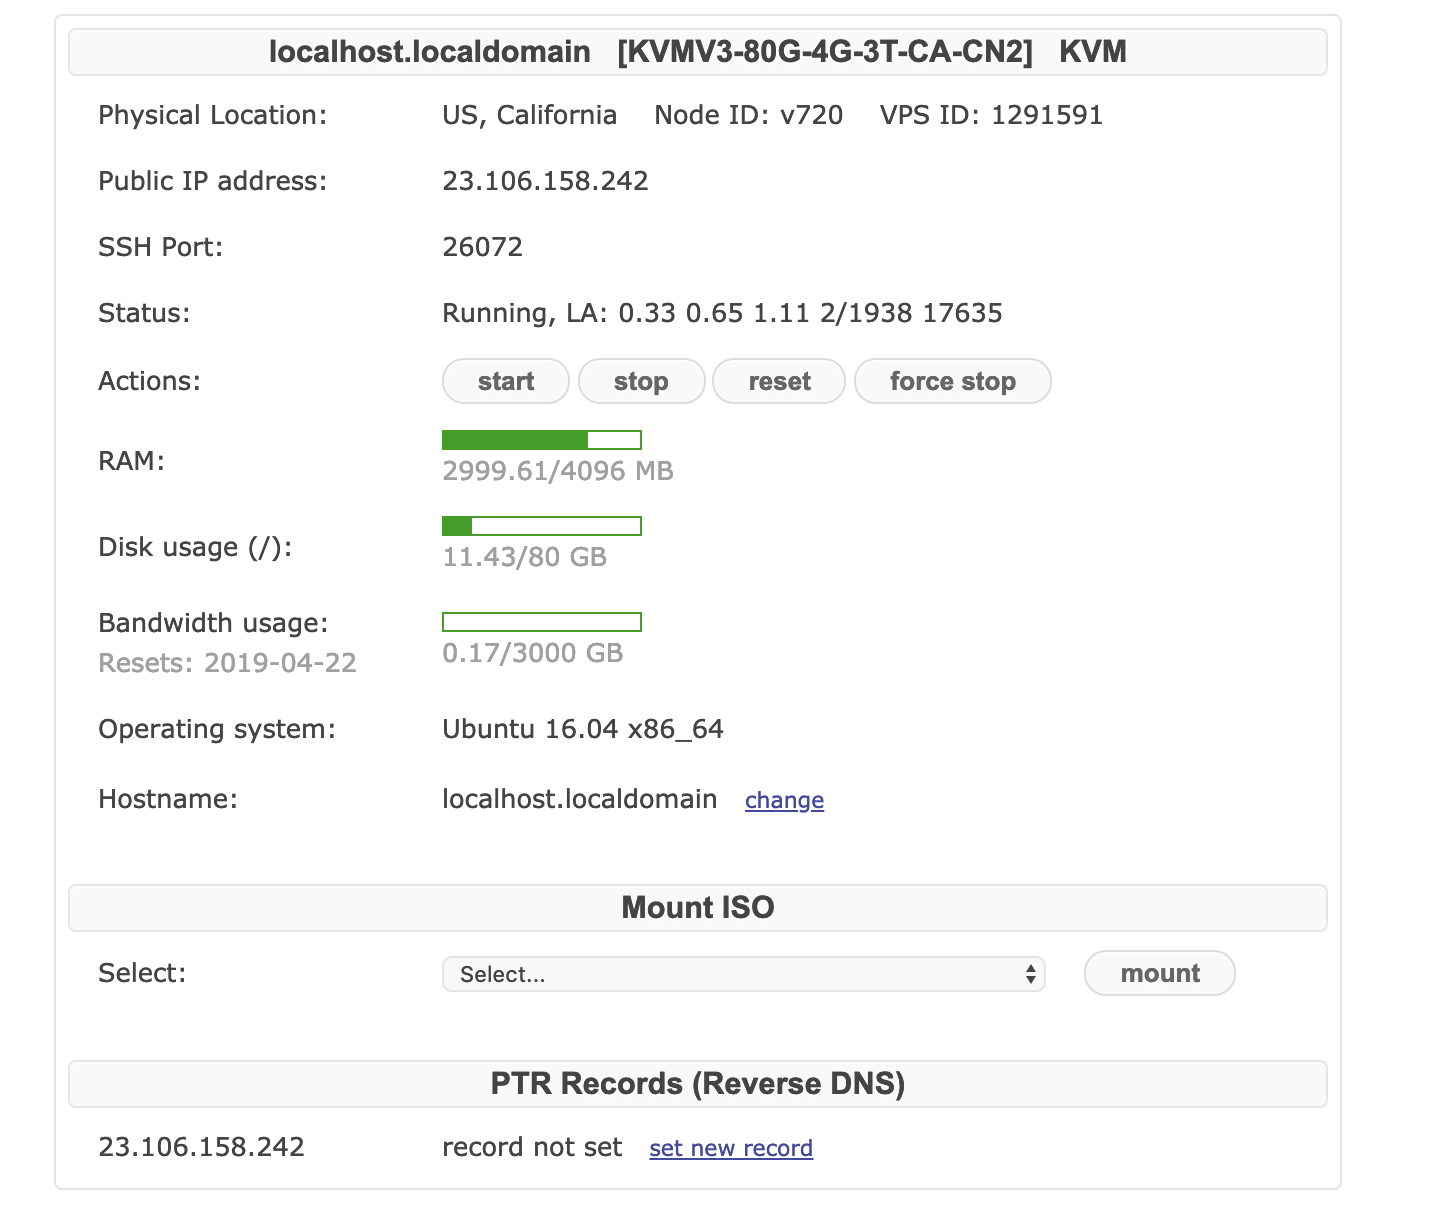 localhost.localdomain [KVMV3-80G-4G-3T-CA-CN2] KVM
Physical Location: US, California Node ID: v720 VPS ID: 1291591
Public IP address: 23.106.158.242
SSH Port: 26072
Status: Running, LA: 0.33 0.65 1.11 2/1938 17635
Actions: start stop reset force stop
RAM: 2999.61/4096 MB
Disk usage (/): 11.43/80 GB
Bandwidth usage:
Resets: 2019-04-22 0.17/3000 GB
Operating system: Ubuntu 16.04 x86_64
Hostname: localhost.localdomain change
Mount ISO
Select: Select... mount
PTR Records (Reverse DNS)
23.106.158.242 record not set set new record